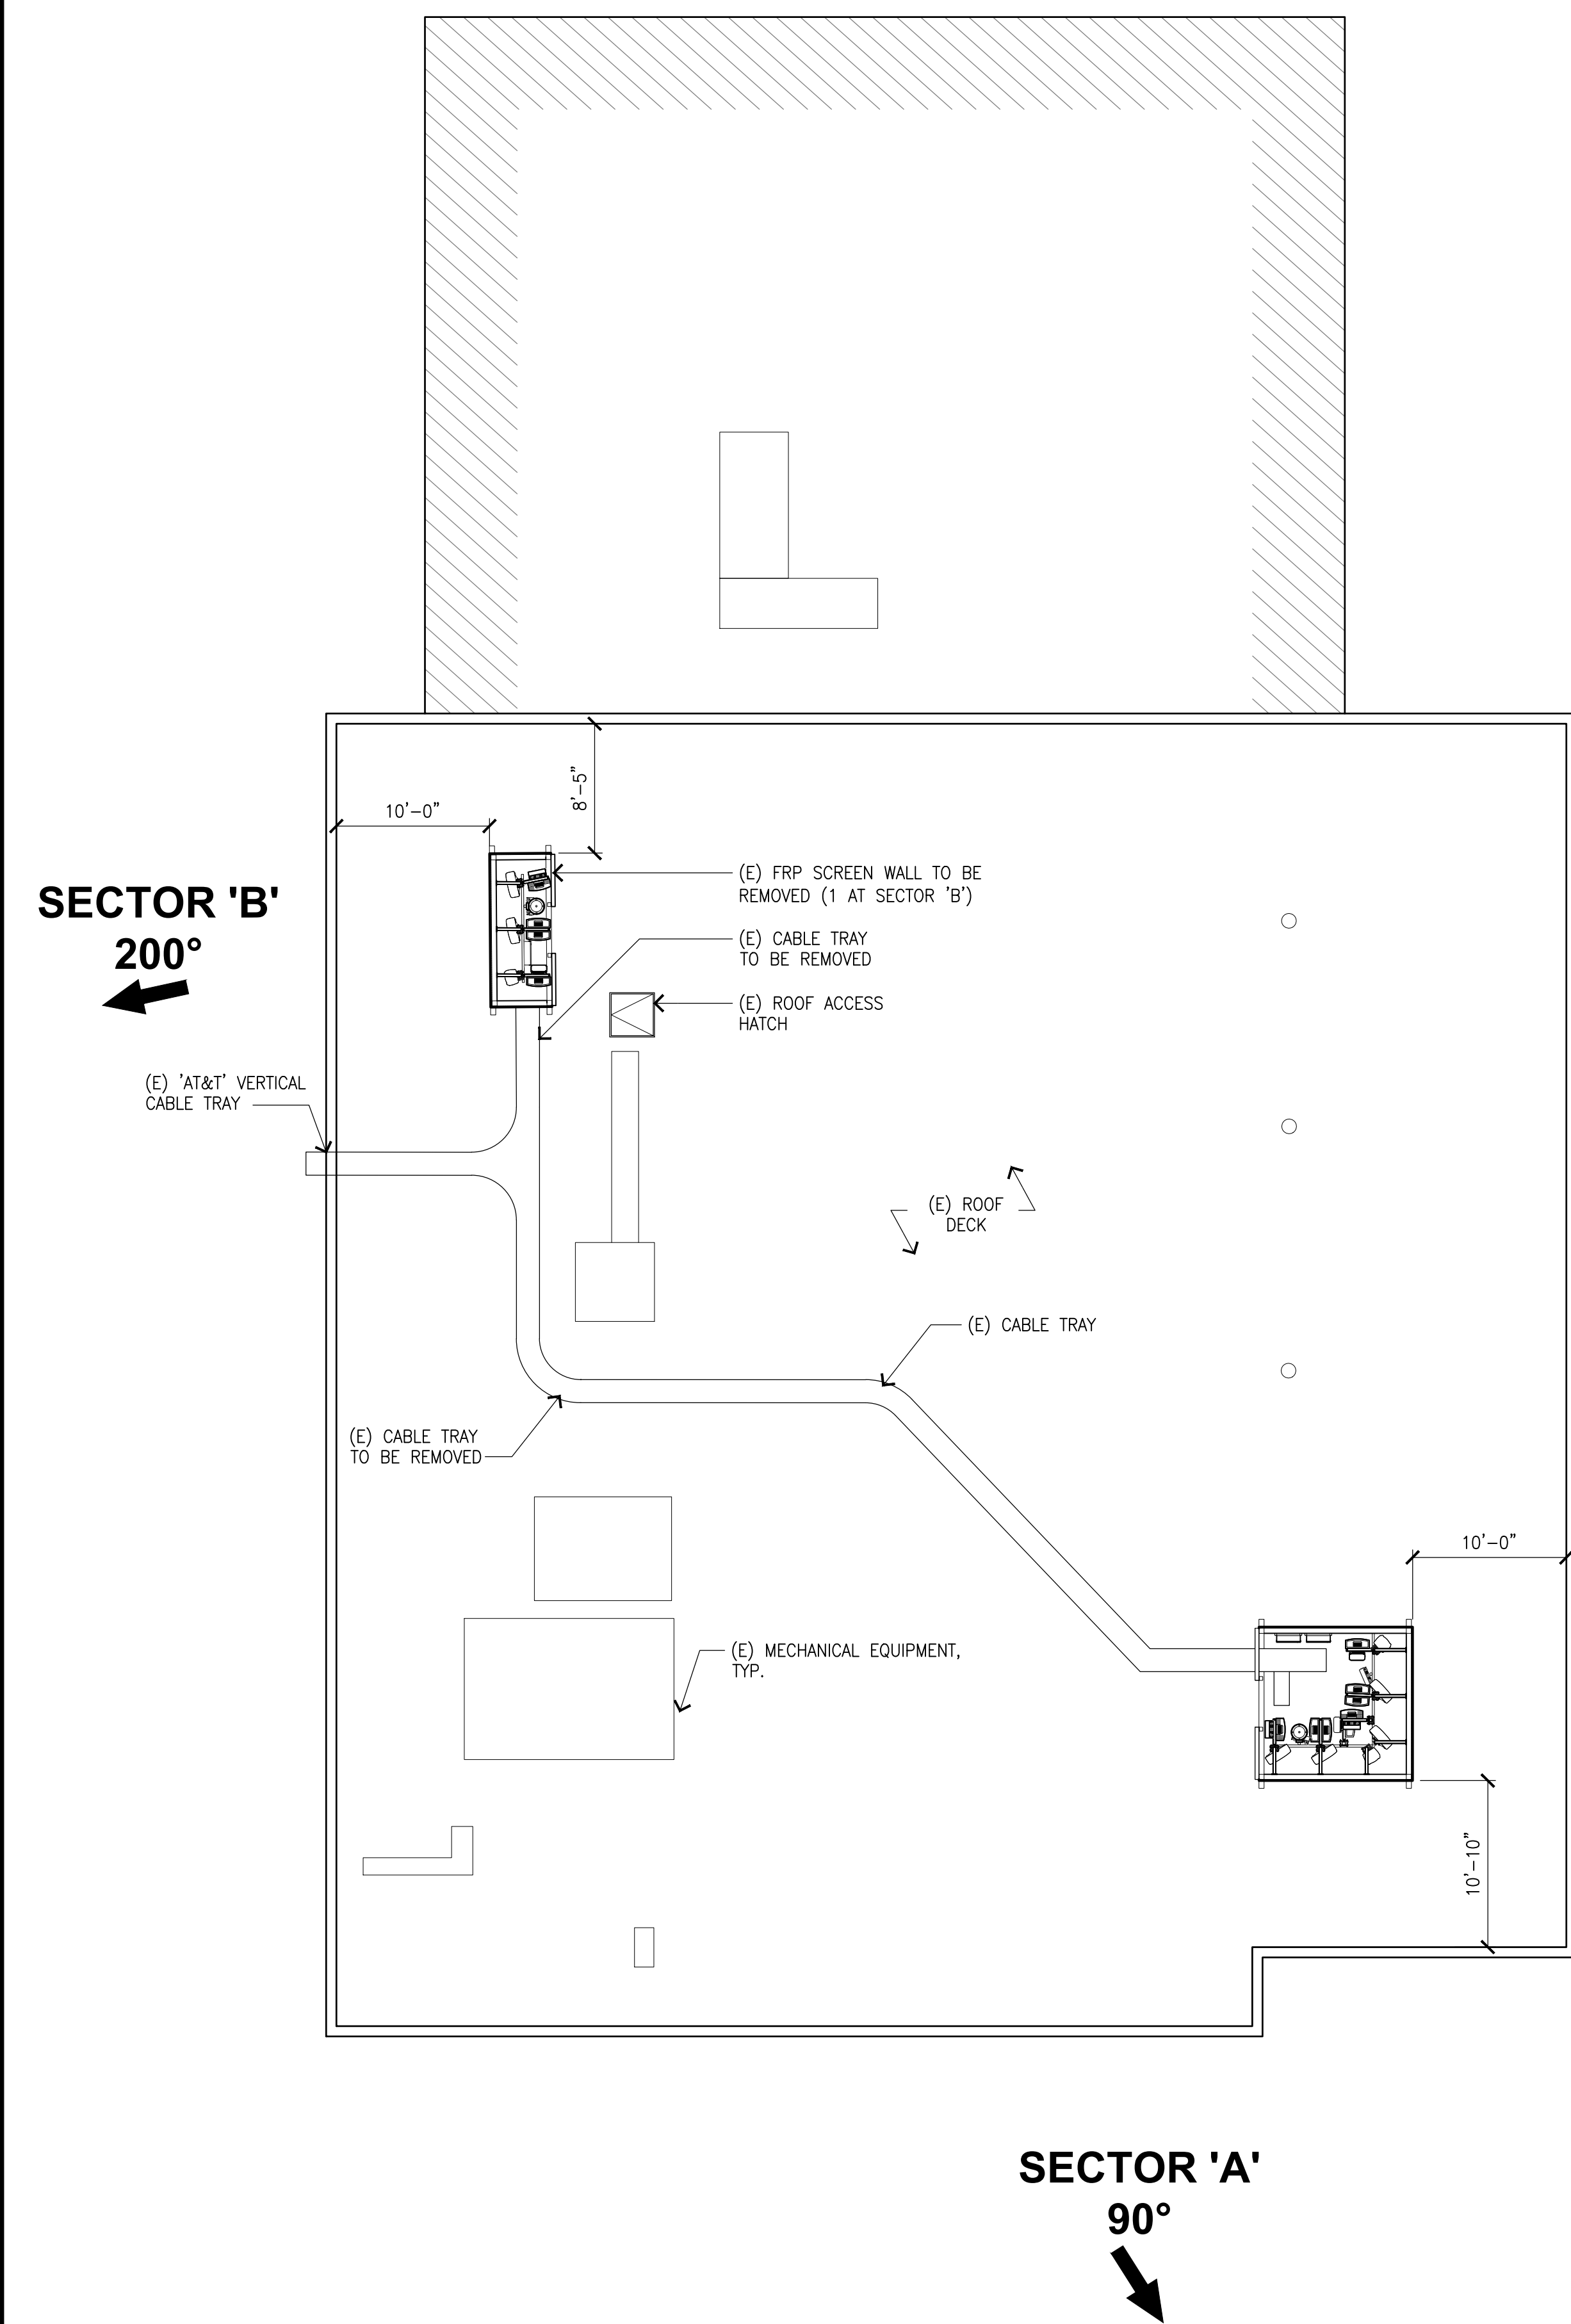 8'-5"
10'-0"
(E) FRP SCREEN WALL TO BE
REMOVED (1 AT SECTOR 'B')
SECTOR 'B'
200°
(E) CABLE TRAY
TO BE REMOVED
(E) ROOF ACCESS
HATCH
(E) 'AT&T' VERTICAL
CABLE TRAY
(E) ROOF
DECK
(E) CABLE TRAY
(E) CABLE TRAY
TO BE REMOVED
10'-0"
(E) MECHANICAL EQUIPMENT,
TYP.
10'-10"
SECTOR 'A'
90°